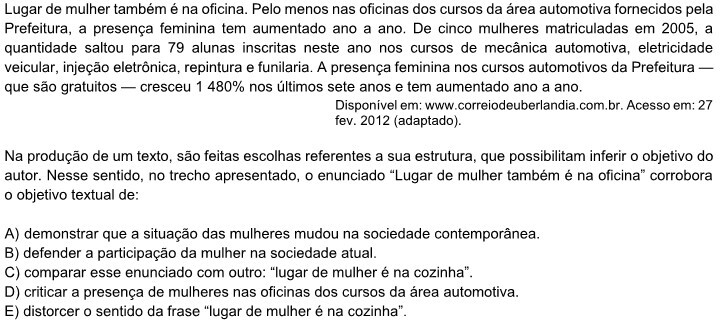 Lugar de mulher também é na oficina. Pelo menos nas oficinas dos cursos da área automotiva fornecidos pela
Prefeitura, a presença feminina tem aumentado ano a ano. De cinco mulheres matriculadas em 2005, a
quantidade saltou para 79 alunas inscritas neste ano nos cursos de mecânica automotiva, eletricidade
veicular, injeção eletrônica, repintura e funilaria. A presença feminina nos cursos automotivos da Prefeitura —
que são gratuitos — cresceu 1 480% nos últimos sete anos e tem aumentado ano a ano.
Disponível em: www.correiodeuberlandia.com.br. Acesso em: 27
fev. 2012 (adaptado).
Na produção de um texto, são feitas escolhas referentes a sua estrutura, que possibilitam inferir o objetivo do
autor. Nesse sentido, no trecho apresentado, o enunciado “Lugar de mulher também é na oficina” corrobora
o objetivo textual de:
A) demonstrar que a situação das mulheres mudou na sociedade contemporânea.
B) defender a participação da mulher na sociedade atual.
C) comparar esse enunciado com outro: “lugar de mulher é na cozinha”.
D) criticar a presença de mulheres nas oficinas dos cursos da área automotiva.
E) distorcer o sentido da frase “lugar de mulher é na cozinha”.